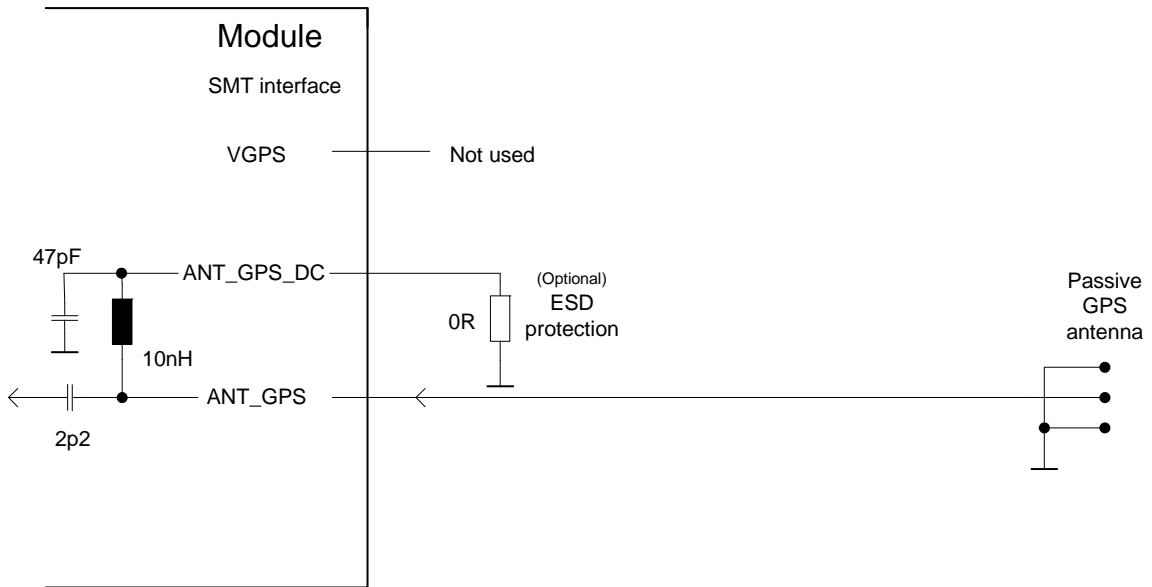 Module
SMT interface
VGPS
Not used
47pF
ANT_GPS_DC
(Optional)
ESD
protection
0R
Passive
GPS
antenna
10nH
ANT_GPS
2p2